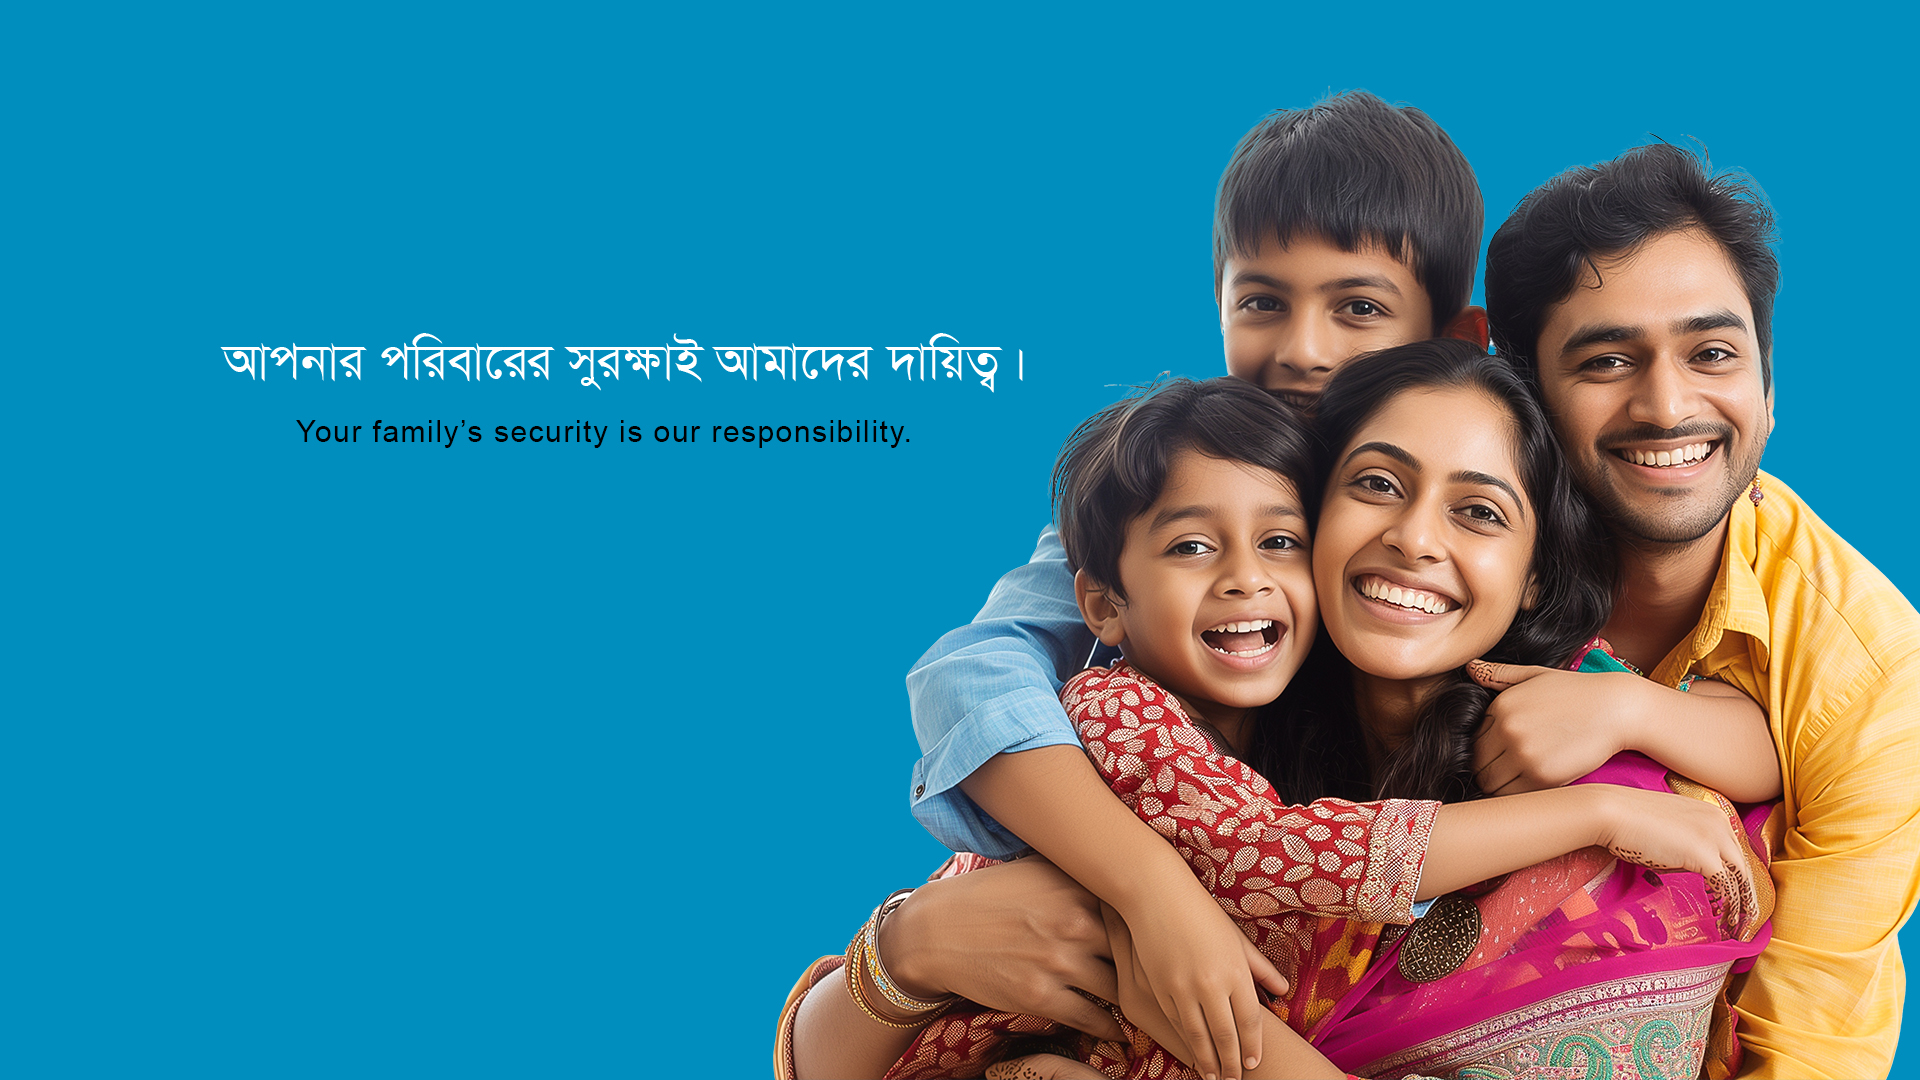 আপনার পরিবারের সুরক্ষাই আমাদের দায়িত্ব।
Your family’s security is our responsibility.